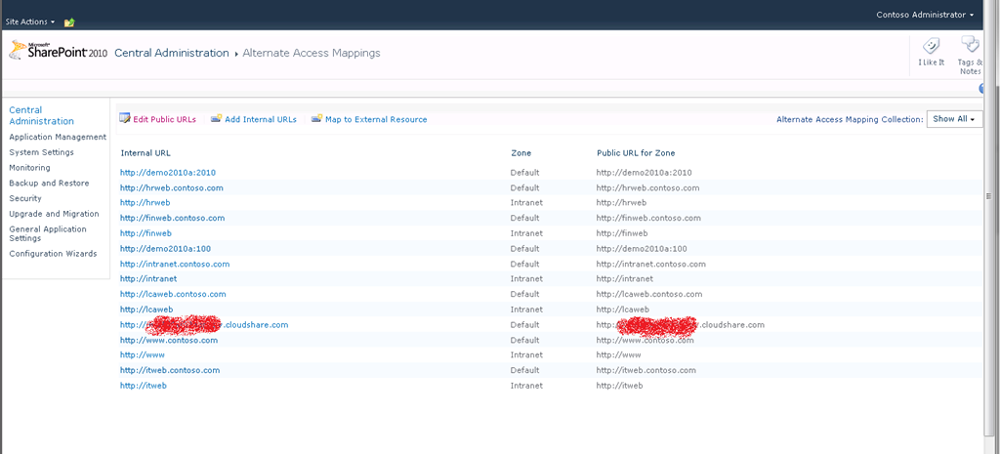 Site Actions
Contoso Administrator
Microsoft
SharePoint 2010 Central Administration Alternate Access Mappings
I Like It
Tags & Notes
Central Administration
Application Management
System Settings
Monitoring
Backup and Restore
Security
Upgrade and Migration
General Application Settings
Configuration Wizards
Edit Public URLs Add Internal URLs Map to External Resource Alternate Access Mapping Collection: Show All
Internal URL Zone Public URL for Zone
http://demo2010a:2010 Default http://demo2010a:2010
http://hrweb.contoso.com Default http://hrweb.contoso.com
http://hrweb Intranet http://hrweb
http://finweb.contoso.com Default http://finweb.contoso.com
http://finweb Intranet http://finweb
http://demo2010a:100 Default http://demo2010a:100
http://intranet.contoso.com Default http://intranet.contoso.com
http://intranet Intranet http://intranet
http://lcaweb.contoso.com Default http://lcaweb.contoso.com
http://lcaweb Intranet http://lcaweb
http:// .cloudshare.com Default http: .cloudshare.com
http://www.contoso.com Default http://www.contoso.com
http://www Intranet http://www
http://itweb.contoso.com Default http://itweb.contoso.com
http://itweb Intranet http://itweb